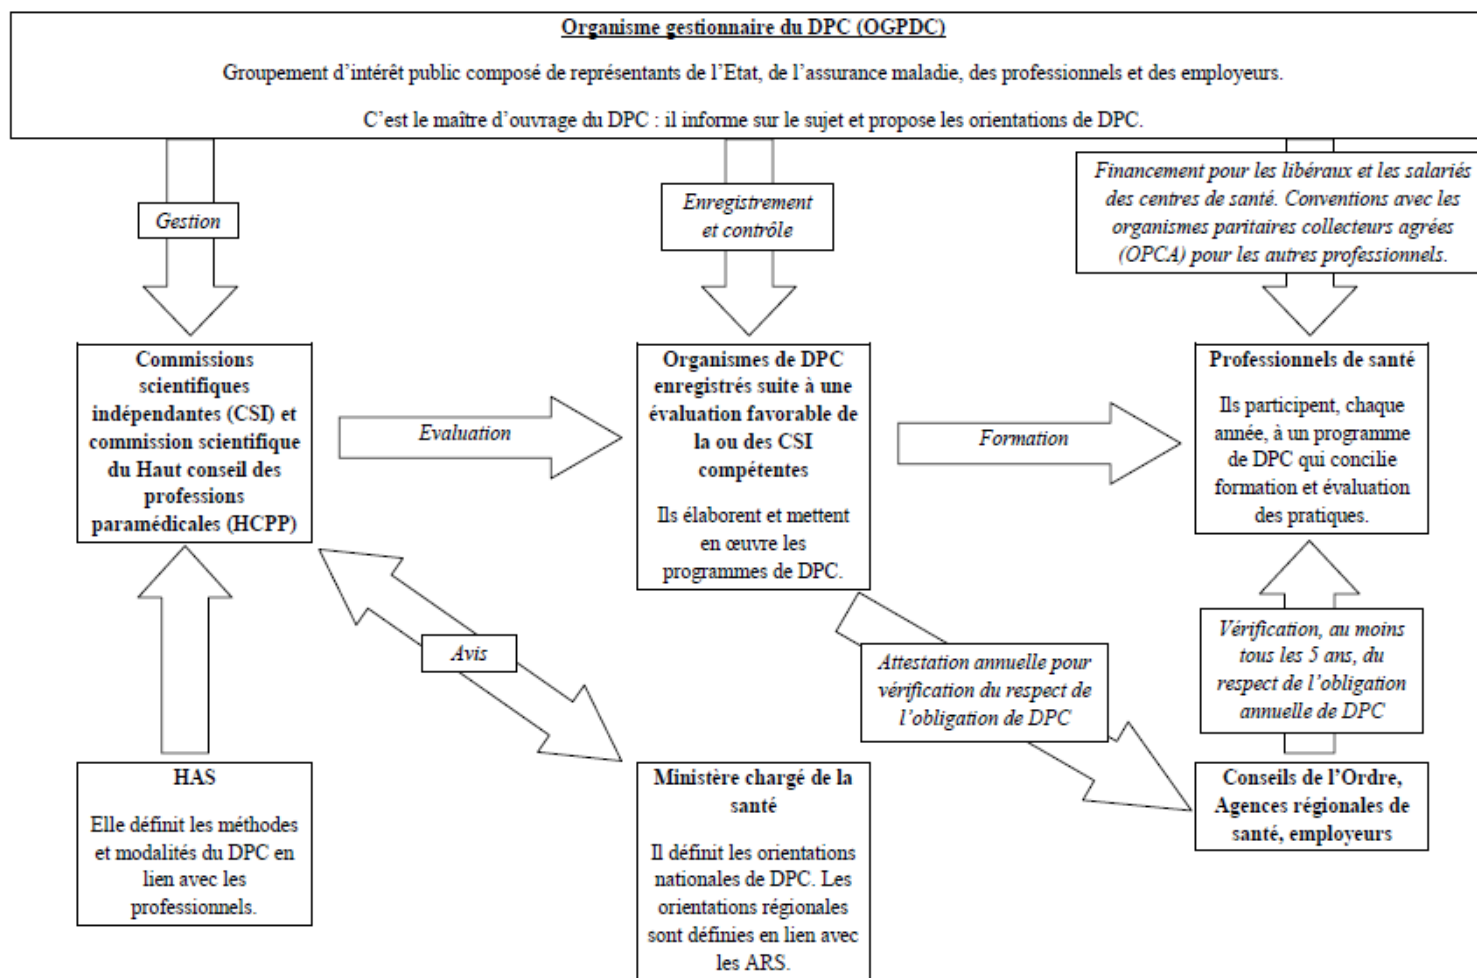 Organisme gestionnaire du DPC (OGPDC)
Groupement d’intérêt public composé de représentants de l’Etat, de l’assurance maladie, des professionnels et des employeurs.
C’est le maître d’ouvrage du DPC : il informe sur le sujet et propose les orientations de DPC.
Gestion
Enregistrement
et contrôle
Financement pour les libéraux et les salariés
des centres de santé. Conventions avec les
organismes paritaires collecteurs agrées
(OPCA) pour les autres professionnels.
Commissions
scientifiques
indépendantes (CSI) et
commission scientifique
du Haut conseil des
professions
paramédicales (HCPP)
Evaluation
Organismes de DPC
enregistrés suite à une
évaluation favorable de
la ou des CSI
compétentes
Ils élaborent et mettent
en œuvre les
programmes de DPC.
Formation
Professionnels de santé
Ils participent, chaque
année, à un programme
de DPC qui concilie
formation et évaluation
des pratiques.
Avis
Attestation annuelle pour
vérification du respect de
l’obligation de DPC
Vérification, au moins
tous les 5 ans, du
respect de l’obligation
annuelle de DPC
HAS
Elle définit les méthodes
et modalités du DPC en
lien avec les
professionnels.
Ministère chargé de la
santé
Il définit les orientations
nationales de DPC. Les
orientations régionales
sont définies en lien avec
les ARS.
Conseils de l’Ordre,
Agences régionales de
santé, employeurs